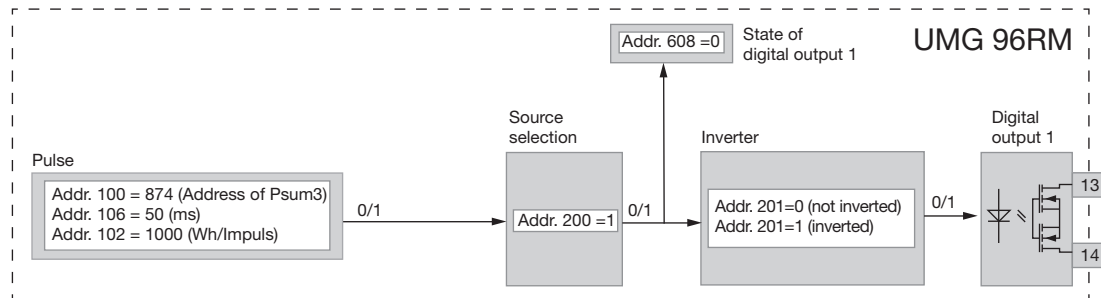 UMG 96RM
Addr. 608 =0
State of
digital output 1
Pulse
Addr. 100 = 874 (Address of Psum3)
Addr. 106 = 50 (ms)
Addr. 102 = 1000 (Wh/Impuls)
0/1
Source
selection
Addr. 200 =1
0/1
Inverter
Addr. 201=0 (not inverted)
Addr. 201=1 (inverted)
0/1
Digital
output 1
13
14